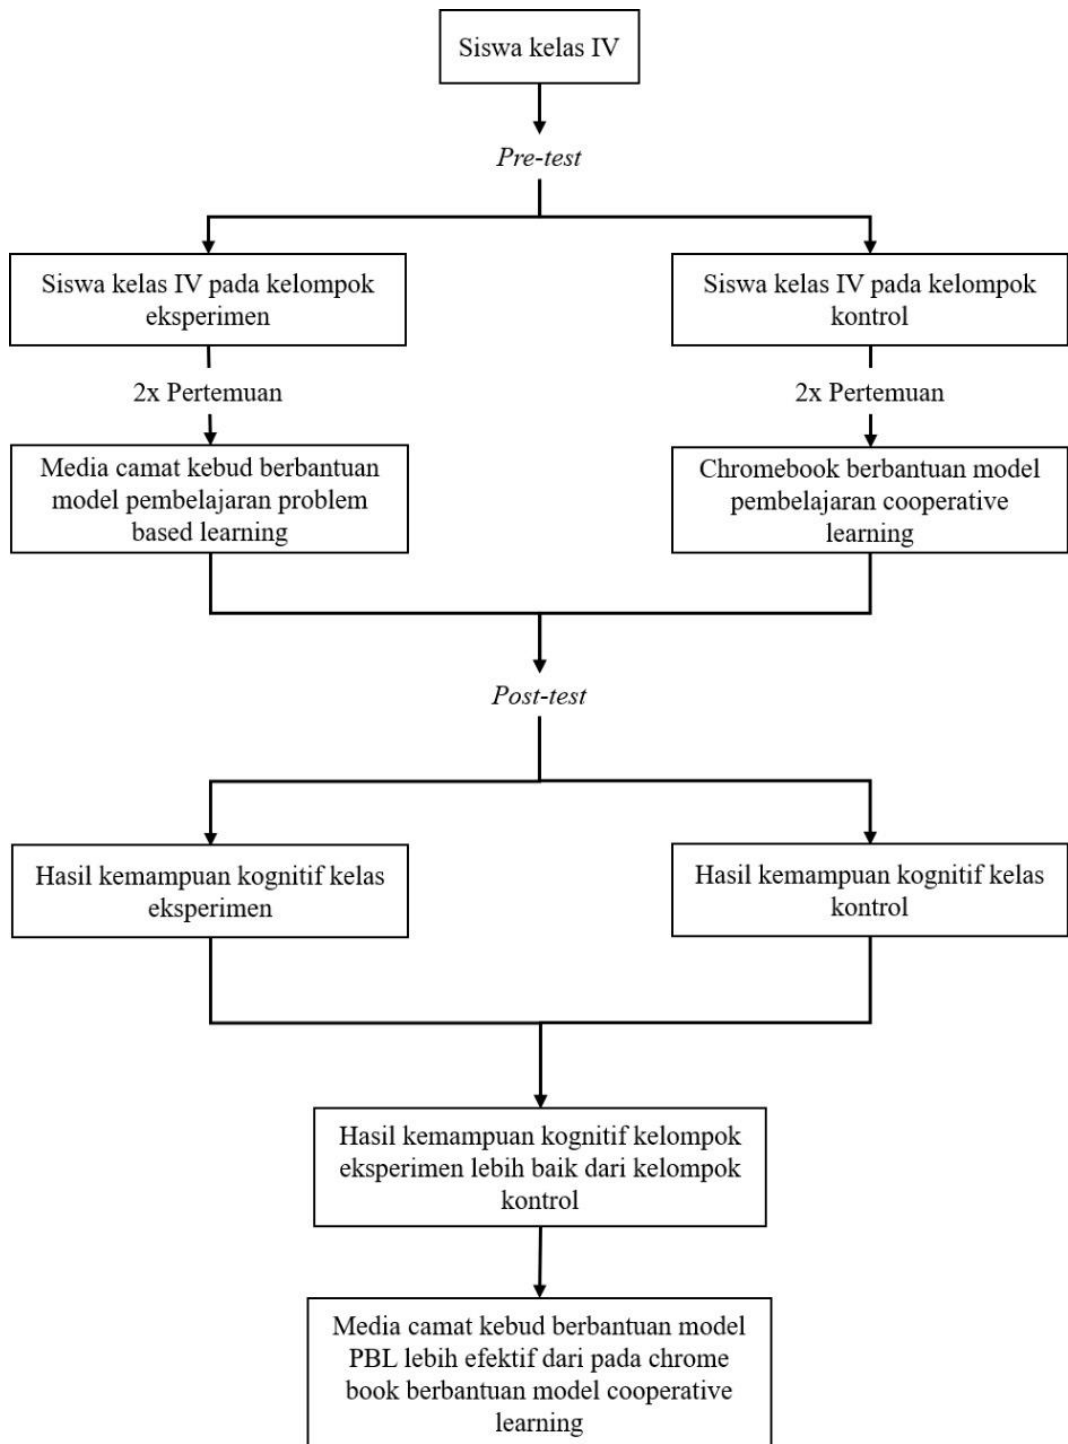 Siswa kelas IV
Pre-test
Siswa kelas IV pada kelompok
eksperimen
Siswa kelas IV pada kelompok
kontrol
2x Pertemuan
2x Pertemuan
Media camat kebud berbantuan
model pembelajaran problem
based learning
Chromebook berbantuan model
pembelajaran cooperative
learning
Post-test
Hasil kemampuan kognitif kelas
eksperimen
Hasil kemampuan kognitif kelas
kontrol
Hasil kemampuan kognitif kelompok
eksperimen lebih baik dari kelompok
kontrol
Media camat kebud berbantuan model
PBL lebih efektif dari pada chrome
book berbantuan model cooperative
learning